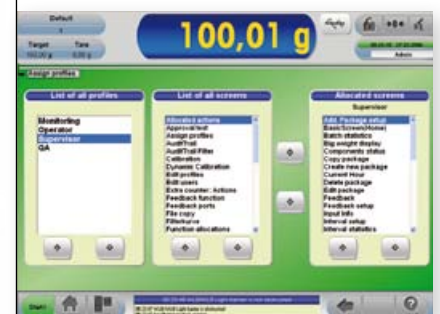 Default
Target
Tare
100,01 g
Admin
Assign profiles
List of all profiles
Monitoring
Operator
Supervisor
QA
List of all screens
Allocated actions
Approval text
Assign profiles
AuditTrail
AuditTrail Filter
Calibration
Dynamic Calibration
Edit profiles
Edit users
Extra counter: Actions
Feedback function
Feedback ports
File copy
Filterkurve
Function allocations
Allocated screens
Supervisor
Add. Package setup
BasicScreen(Home)
Batch statistics
Big weight display
Components status
Copy package
Create new package
Current Hour
Delete package
Edit package
Feedback
Feedback setup
Input Info
Interval setup
Interval statistics
Start